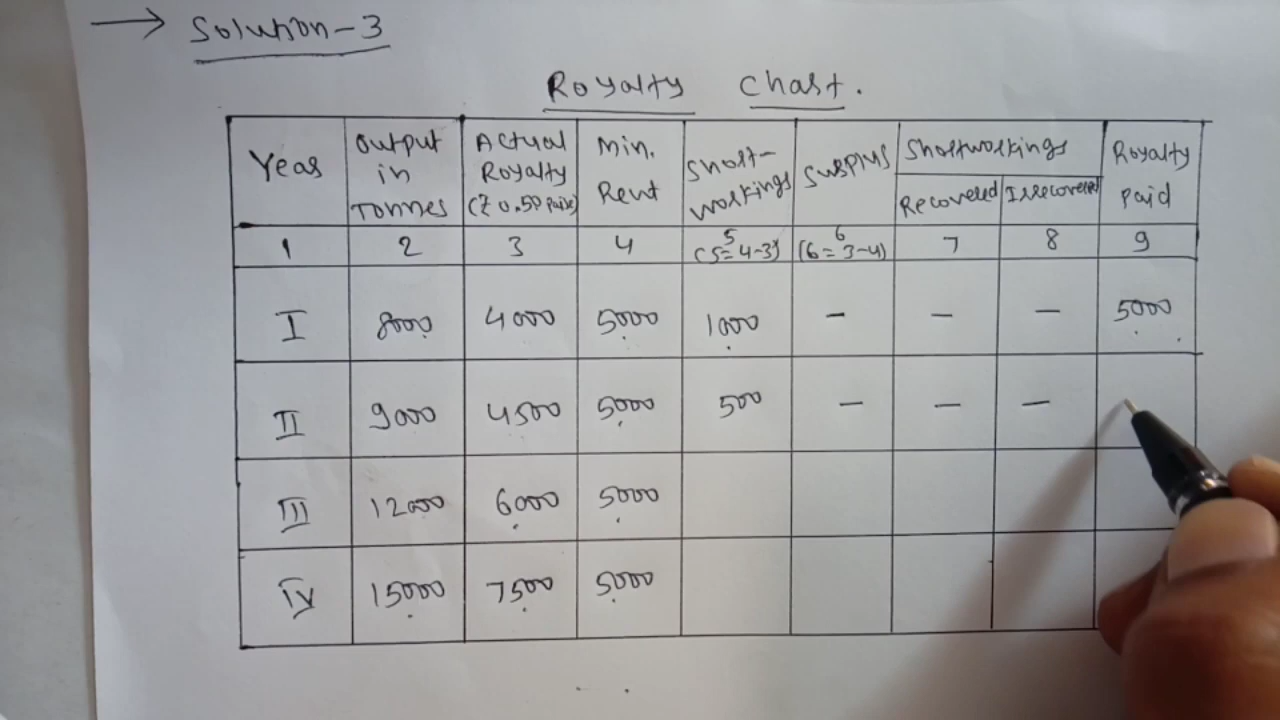 → Solution-3
Royalty Chart.
Year | Output in Tonnes | Actual Royalty (₹ 0.50 paise) | Min. Rent | Short-workings | Surplus | Shortworkings Recovered | Shortworkings Irrecovered | Royalty Paid
1 | 2 | 3 | 4 | 5 (5=4-3) | 6 (6=3-4) | 7 | 8 | 9
I | 8000 | 4000 | 5000 | 1000 | - | - | - | 5000
II | 9000 | 4500 | 5000 | 500 | - | - | - |
III | 12000 | 6000 | 5000
IV | 15000 | 7500 | 5000